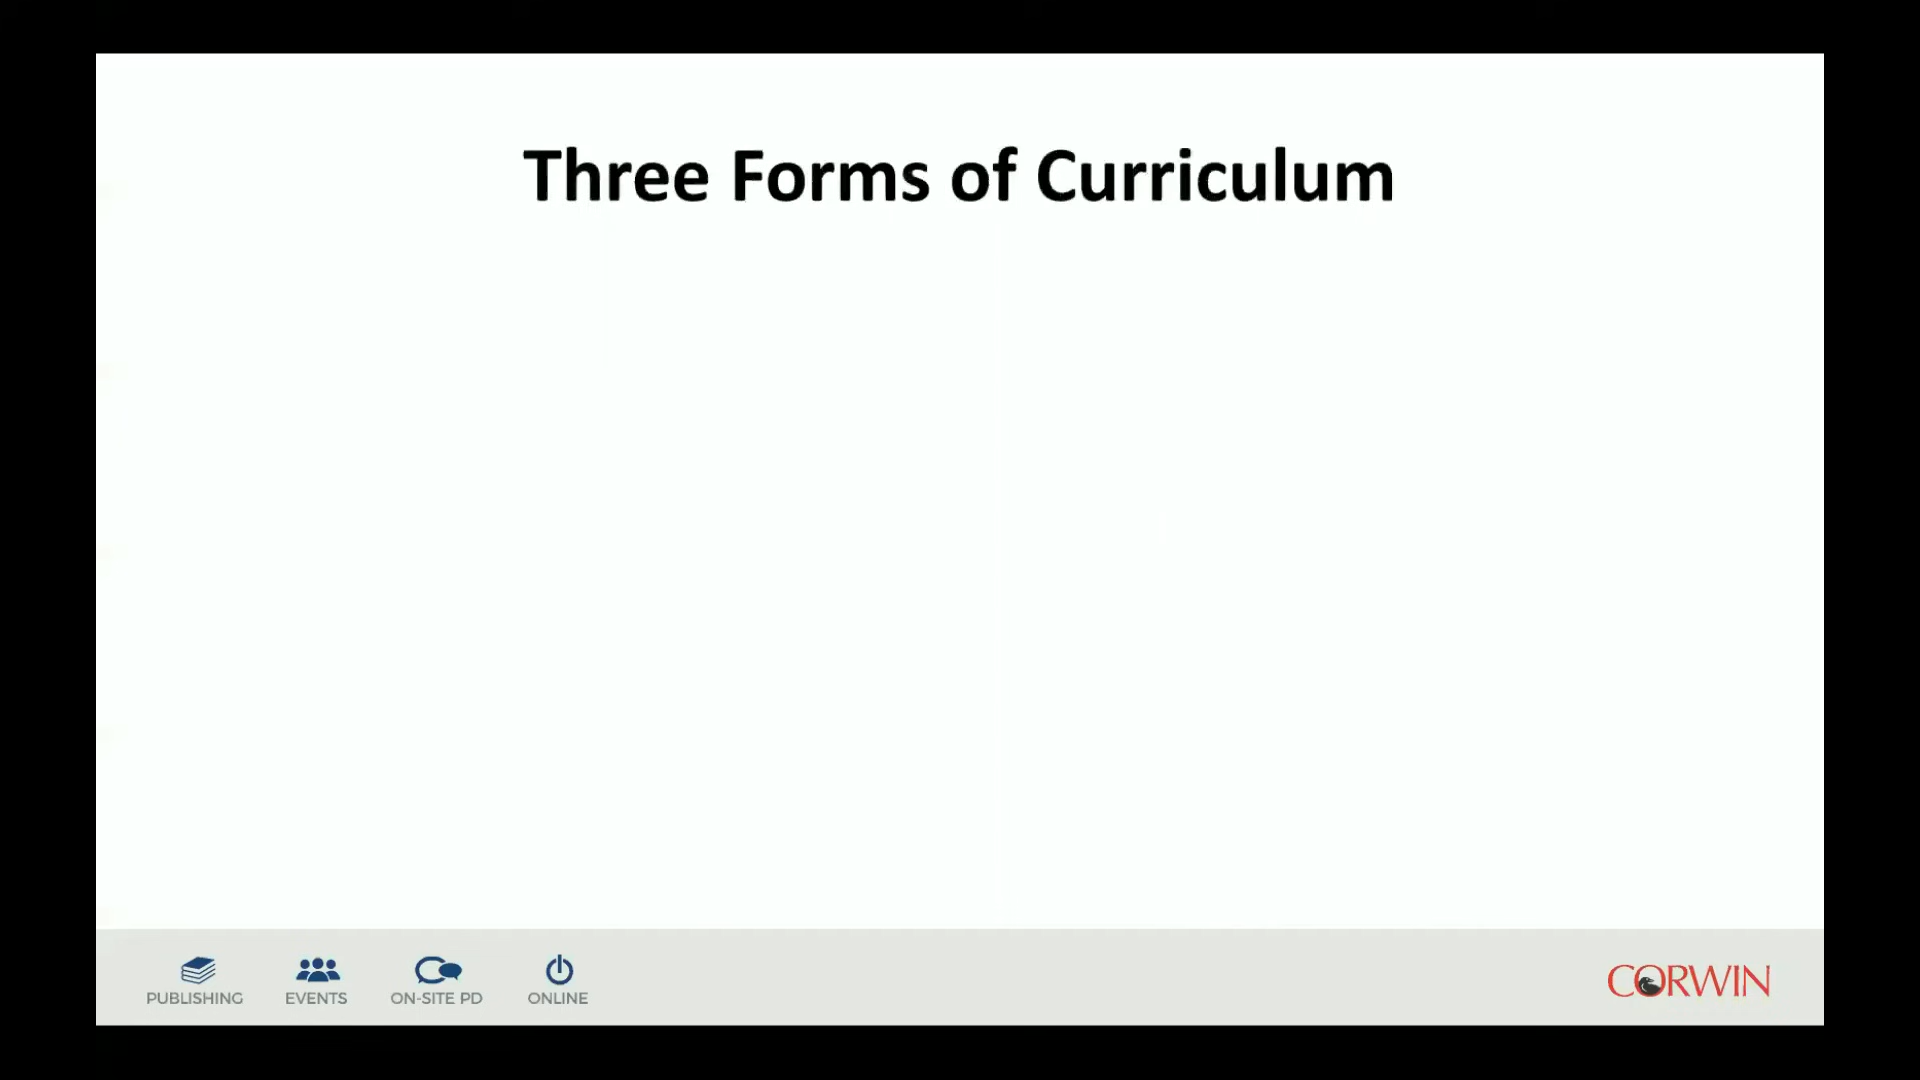 Three Forms of Curriculum
PUBLISHING EVENTS ON-SITE PD ONLINE
CORWIN